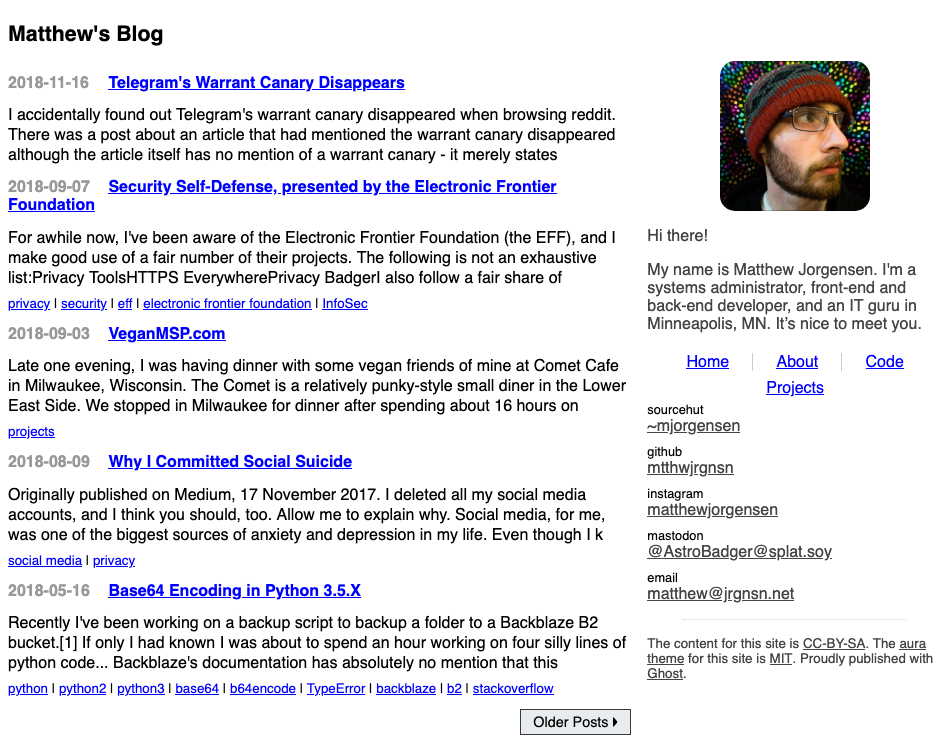 Matthew's Blog
2018-11-16 Telegram's Warrant Canary Disappears
I accidentally found out Telegram's warrant canary disappeared when browsing reddit.
There was a post about an article that had mentioned the warrant canary disappeared
although the article itself has no mention of a warrant canary - it merely states
2018-09-07 Security Self-Defense, presented by the Electronic Frontier
Foundation
For awhile now, I've been aware of the Electronic Frontier Foundation (the EFF), and I
make good use of a fair number of their projects. The following is not an exhaustive
list:Privacy ToolsHTTPS EverywherePrivacy BadgerI also follow a fair share of
privacy | security | eff | electronic frontier foundation | InfoSec
2018-09-03 VeganMSP.com
Late one evening, I was having dinner with some vegan friends of mine at Comet Cafe
in Milwaukee, Wisconsin. The Comet is a relatively punky-style small diner in the Lower
East Side. We stopped in Milwaukee for dinner after spending about 16 hours on
projects
2018-08-09 Why I Committed Social Suicide
Originally published on Medium, 17 November 2017. I deleted all my social media
accounts, and I think you should, too. Allow me to explain why. Social media, for me,
was one of the biggest sources of anxiety and depression in my life. Even though I k
social media | privacy
2018-05-16 Base64 Encoding in Python 3.5.X
Recently I've been working on a backup script to backup a folder to a Backblaze B2
bucket.[1] If only I had known I was about to spend an hour working on four silly lines of
python code... Backblaze's documentation has absolutely no mention that this
python | python2 | python3 | base64 | b64encode | TypeError | backblaze | b2 | stackoverflow
Older Posts
Hi there!
My name is Matthew Jorgensen. I'm a
systems administrator, front-end and
back-end developer, and an IT guru in
Minneapolis, MN. It's nice to meet you.
Home About Code
Projects
sourcehut
~mjorgensen
github
mtthwjrgnsn
instagram
matthewjorgensen
mastodon
@AstroBadger@splat.soy
email
matthew@jrgnsn.net
The content for this site is CC-BY-SA. The aura
theme for this site is MIT. Proudly published with
Ghost.